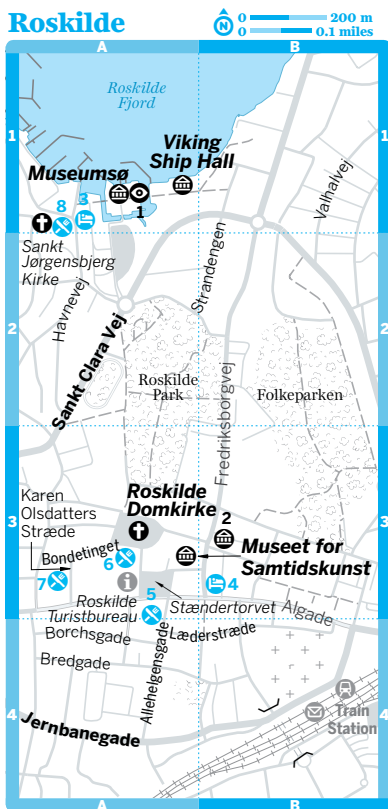 Roskilde
N
0 200 m
0 0.1 miles
A B
Roskilde
Fjord
1 1
Viking
Ship Hall
Museumsø
8 3 1
Valhalvej
Sankt
Jørgensbjerg
Kirke
Strandengen
Havnevej
2 2
Sankt Clara Vej
Roskilde
Park
Fredriksborgvej
Folkeparken
Karen
Olsdatters
Stræde
Roskilde
Domkirke
3 2 3
Museet for
Samtidskunst
Bondetinget
6
7
i
4
5
Roskilde
Turistbureau
Stændertorvet
Algade
Borchsgade
Læderstræde
Bredgade
Allehelgensgade
Train
Station
4 4
Jernbanegade
A B